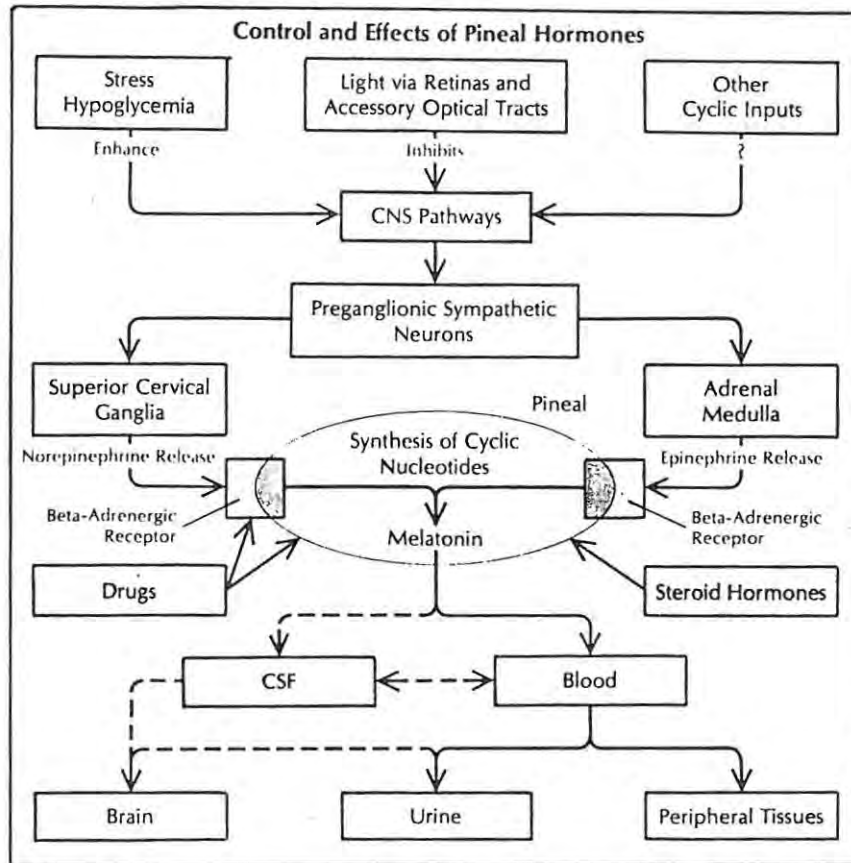 Control and Effects of Pineal Hormones
Stress
Hypoglycemia
Light via Retinas and
Accessory Optical Tracts
Other
Cyclic Inputs
Enhance
Inhibits
?
CNS Pathways
Preganglionic Sympathetic
Neurons
Superior Cervical
Ganglia
Adrenal
Medulla
Pineal
Norepinephrine Release
Synthesis of Cyclic
Nucleotides
Epinephrine Release
Beta-Adrenergic
Receptor
Melatonin
Beta-Adrenergic
Receptor
Drugs
Steroid Hormones
CSF
Blood
Brain
Urine
Peripheral Tissues